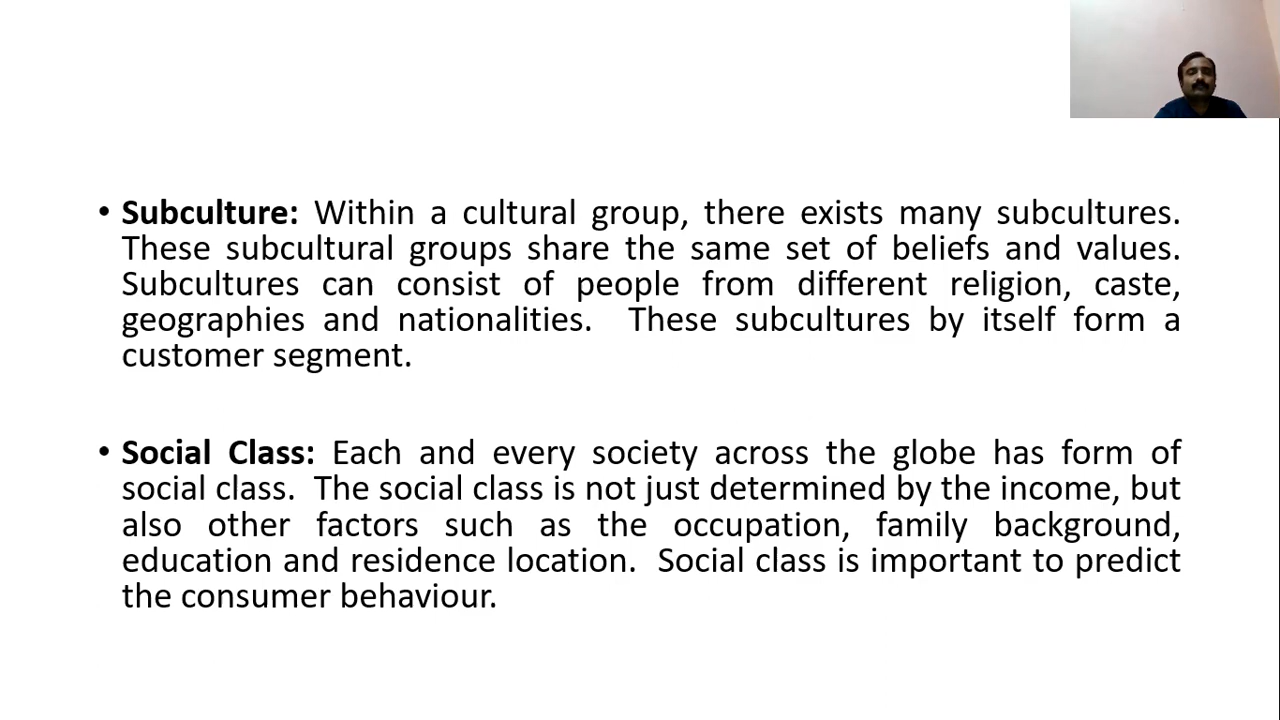 • Subculture: Within a cultural group, there exists many subcultures.
These subcultural groups share the same set of beliefs and values.
Subcultures can consist of people from different religion, caste,
geographies and nationalities.  These subcultures by itself form a
customer segment.
• Social Class: Each and every society across the globe has form of
social class.  The social class is not just determined by the income, but
also other factors such as the occupation, family background,
education and residence location.  Social class is important to predict
the consumer behaviour.